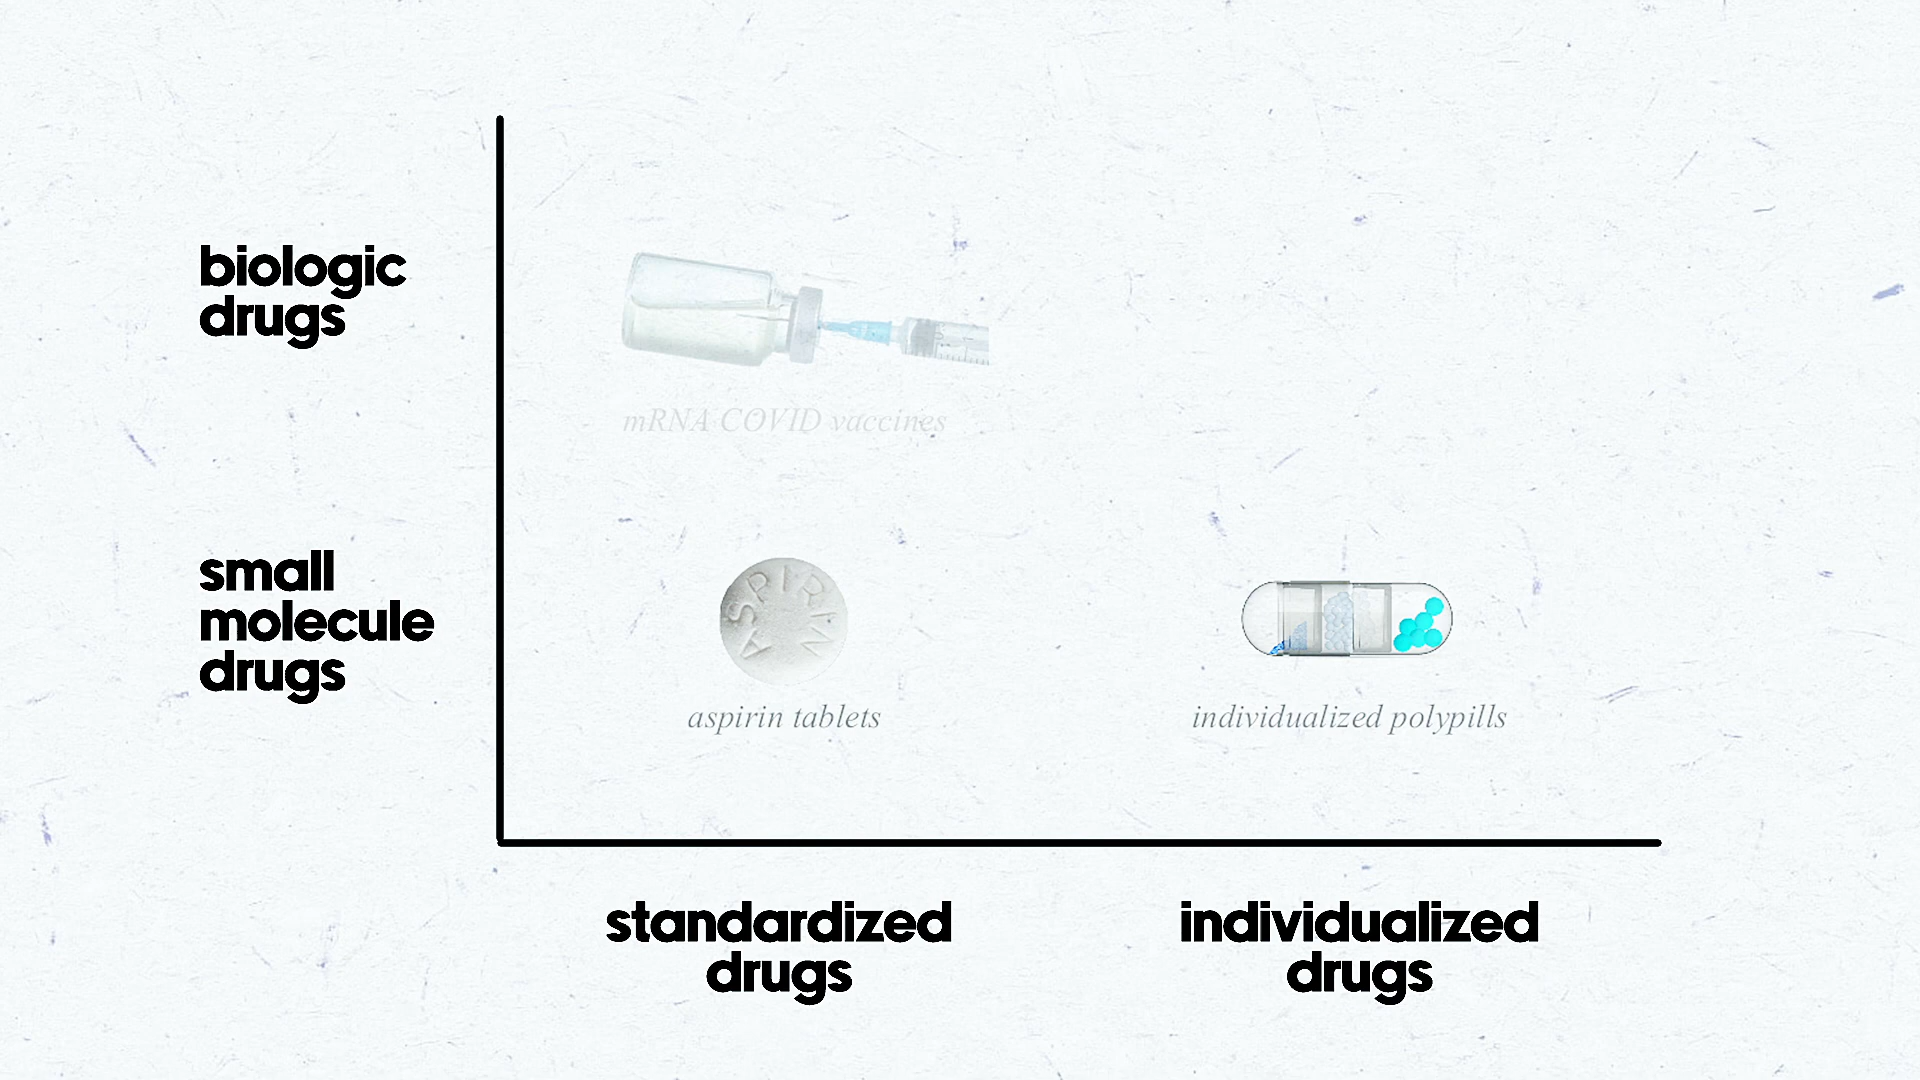 biologic
drugs
mRNA COVID vaccines
small
molecule
drugs
ASPIRIN
aspirin tablets
individualized polypills
standardized
drugs
individualized
drugs